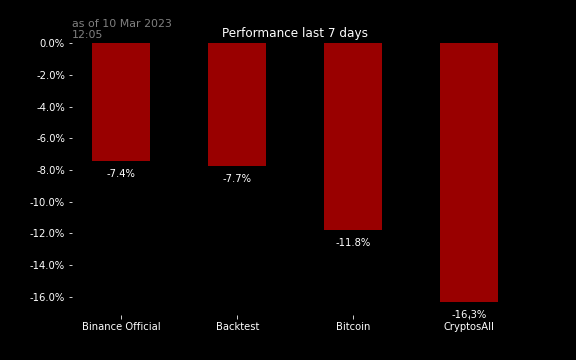 as of 10 Mar 2023
12:05
Performance last 7 days
0.0%
-2.0%
-4.0%
-6.0%
-8.0%
-10.0%
-12.0%
-14.0%
-16.0%
-7.4%
-7.7%
-11.8%
-16,3%
Binance Official
Backtest
Bitcoin
CryptosAll